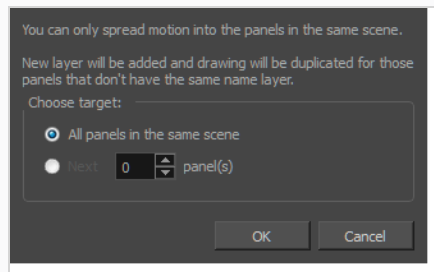 You can only spread motion into the panels in the same scene.
New layer will be added and drawing will be duplicated for those
panels that don't have the same name layer.
Choose target:
All panels in the same scene
Next 0 panel(s)
OK Cancel